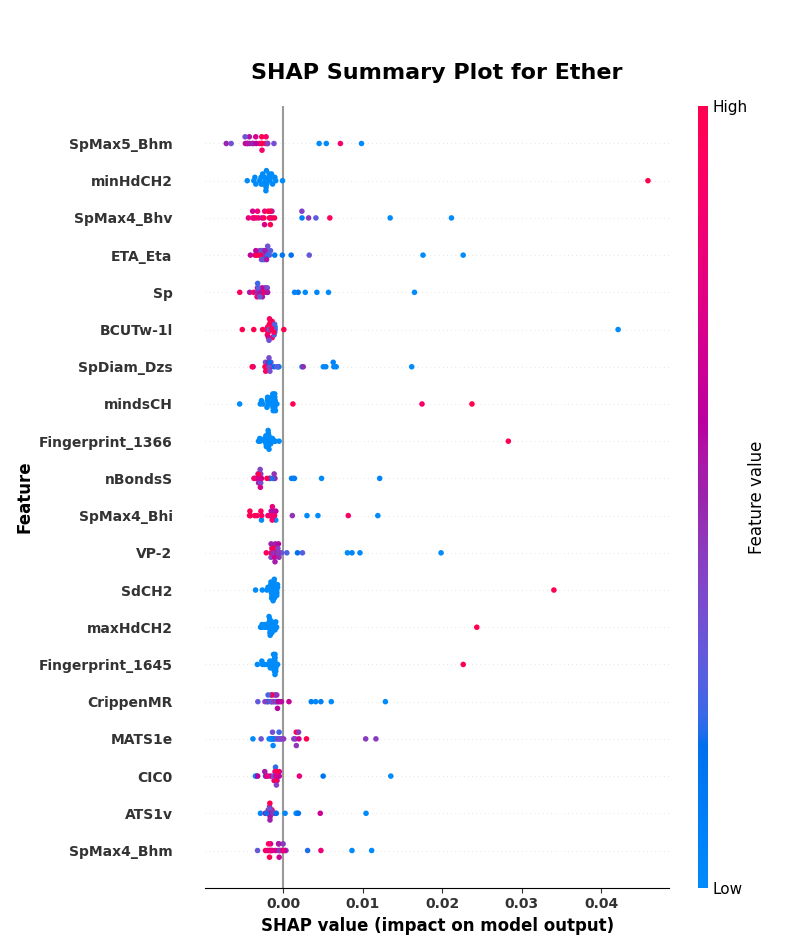 SHAP Summary Plot for Ether
High
SpMax5_Bhm
minHdCH2
SpMax4_Bhv
ETA_Eta
Sp
BCUTw-1l
SpDiam_Dzs
mindsCH
Fingerprint_1366
nBondsS
SpMax4_Bhi
VP-2
SdCH2
maxHdCH2
Fingerprint_1645
CrippenMR
MATS1e
CIC0
ATS1v
SpMax4_Bhm
Feature
Feature value
Low
0.00 0.01 0.02 0.03 0.04
SHAP value (impact on model output)